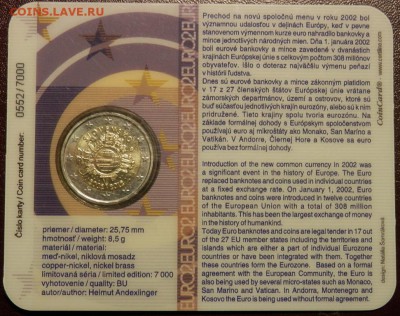 COINS.LAVE.RU
Prechod na novú spoločnú menu v roku 2002 bol
významnou udalosťou v dejinách Európy, keď v pevne
stanovenom výmennom kurze euro nahradilo bankovky a
mince jednotlivých národných mien. Dňa 1. januára 2002
boli eurové bankovky a mince zavedené v dvanástich
krajinách Európskej únie s celkovým počtom 308 miliónov
obyvateľov. Išlo o doteraz najväčšiu výmenu peňazí
v histórii ľudstva.
Dnes sú eurové bankovky a mince zákonným platidlom
v 17 z 27 členských štátov Európskej únie vrátane
zámorských departmentov, území a ostrovov, ktoré sú
súčasťou jednotlivých krajín eurozóny, alebo sú k nim
pridružené. Tieto krajiny spolu tvoria eurozónu. Na
základe formálnej dohody s Európskym spoločenstvom
používajú euro aj mikroštáty ako Monako, San Maríno a
Vatikán. V Andorre, Čiernej Hore a Kosove sa euro
používa bez formálnej dohody.
Introduction of the new common currency in 2002 was
a significant event in the history of Europe. The Euro
replaced banknotes and coins used in individual countries
at a fixed exchange rate. On January 1, 2002, Euro
banknotes and coins were introduced in twelve countries
of the European Union with a total of 308 million
inhabitants. This has been the largest exchange of money
in the history of humankind.
Today Euro banknotes and coins are legal tender in 17 out
of the 27 EU member states including the territories and
islands which are either a part of individual Eurozone
countries or have been integrated with them. Together
these countries form the Eurozone. Based on a formal
agreement with the European Community, the Euro is
also being used by several micro-states such as Monaco,
San Marino and Vatican. In Andorra, Montenegro and
Kosovo the Euro is being used without formal agreement.
Číslo karty / Coin card number: 0552/7000
priemer / diameter: 25,75 mm
hmotnosť / weight: 8,5 g
materiál / material:
meď-nikel, niklová mosadz
copper-nickel, nickel brass
limitovaná séria / limited edition: 7 000
vyhotovenie / quality: BU
autor/author: Helmut Andexlinger
EURO2EURO2EURO2EURO2